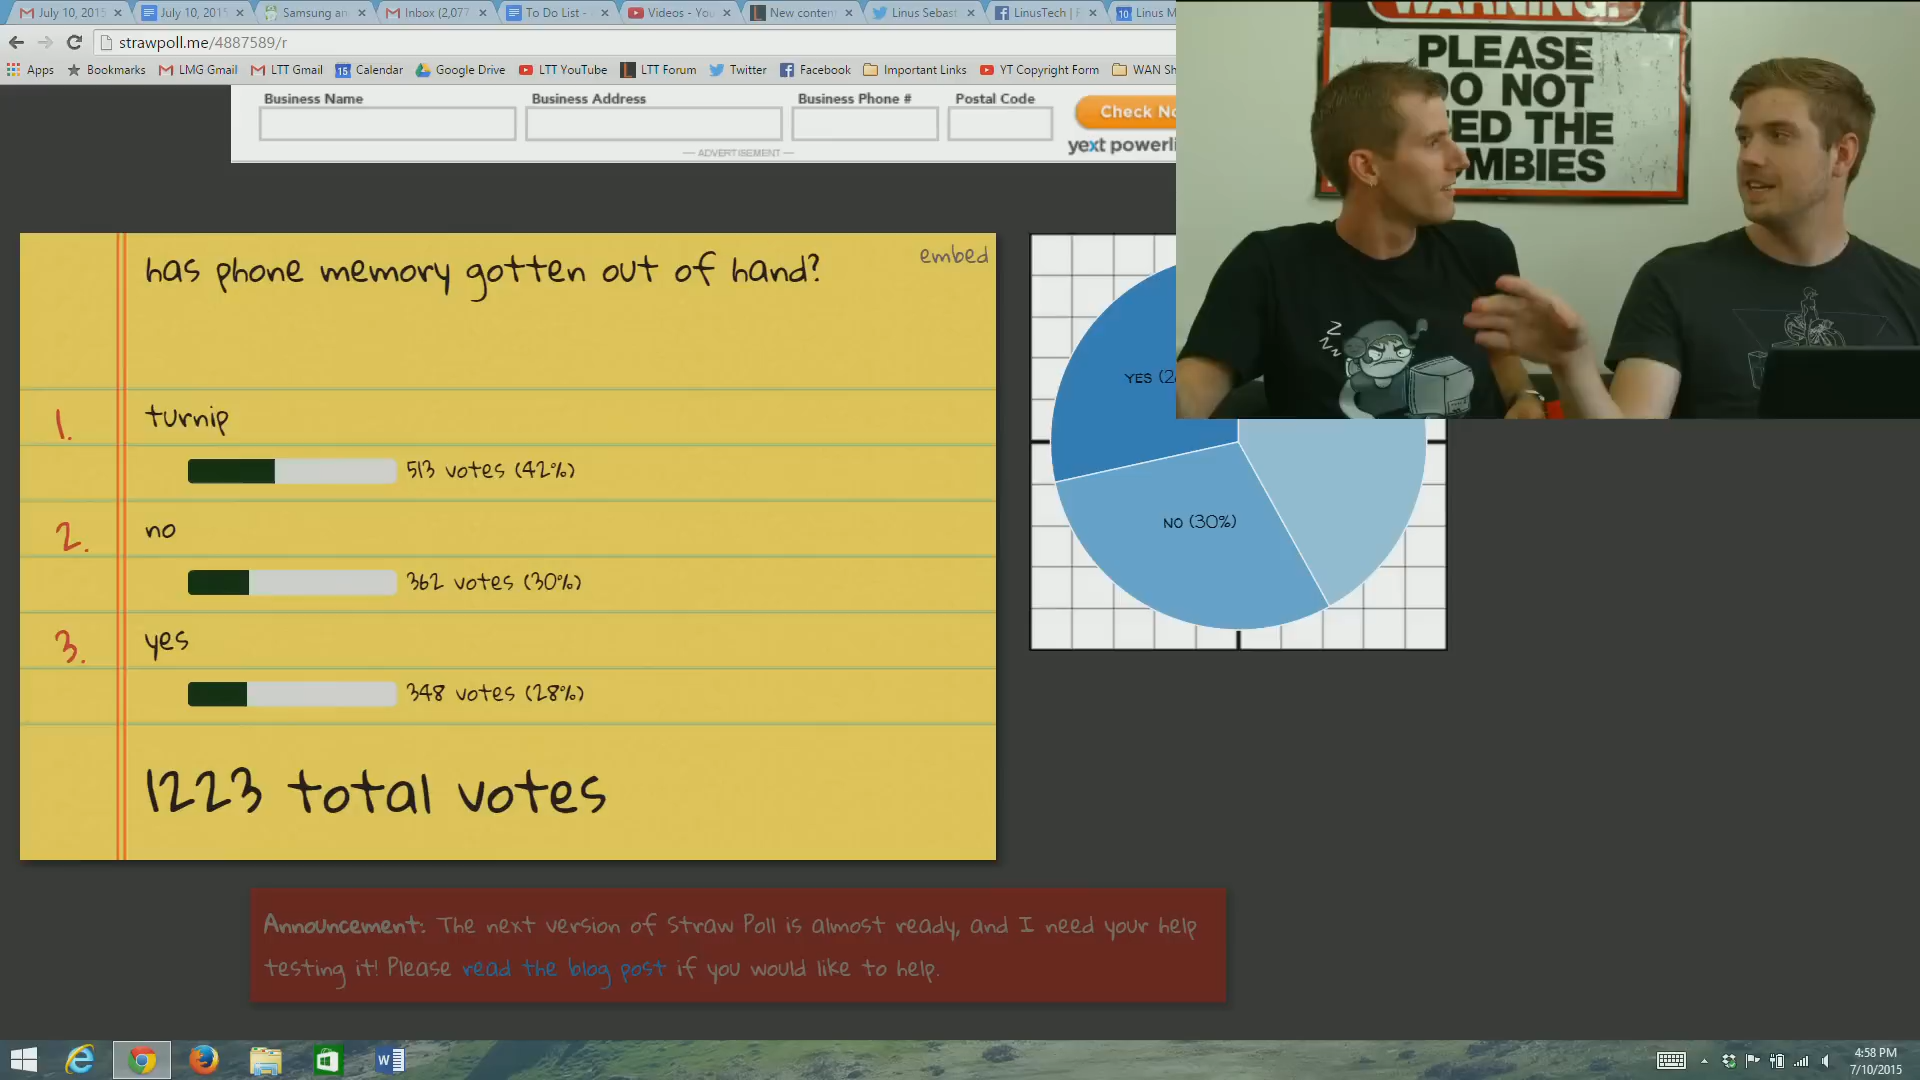 July 10, 2015
July 10, 2015
Samsung an
Inbox (2,077
To Do List -
Videos - You
New conten
Linus Sebast
LinusTech | F
Linus M
strawpoll.me/4887589/r
Apps
Bookmarks
LMG Gmail
LTT Gmail
15
Calendar
Google Drive
LTT YouTube
LTT Forum
Twitter
Facebook
Important Links
YT Copyright Form
WAN Sh
Business Name
Business Address
Business Phone #
Postal Code
Check No
yext powerli
ADVERTISEMENT
WARNING!
PLEASE
DO NOT
ED THE
MBIES
has phone memory gotten out of hand?
embed
1. turnip
513 votes (42%)
2. no
362 votes (30%)
3. yes
348 votes (28%)
1223 total votes
YES (2
NO (30%)
Z
Announcement: The next version of Straw Poll is almost ready, and I need your help
testing it! Please read the blog post if you would like to help.
4:58 PM
7/10/2015